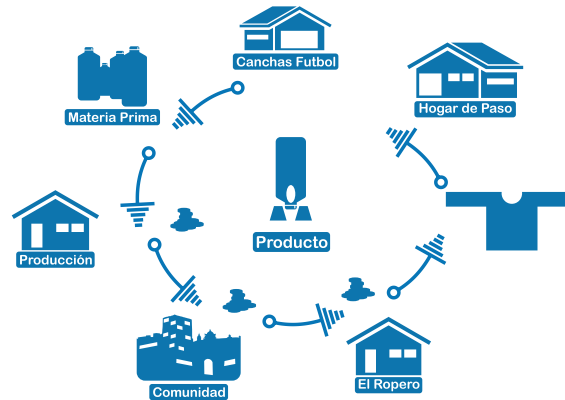 Canchas Futbol
Materia Prima
Hogar de Paso
Producto
Producción
El Ropero
Comunidad